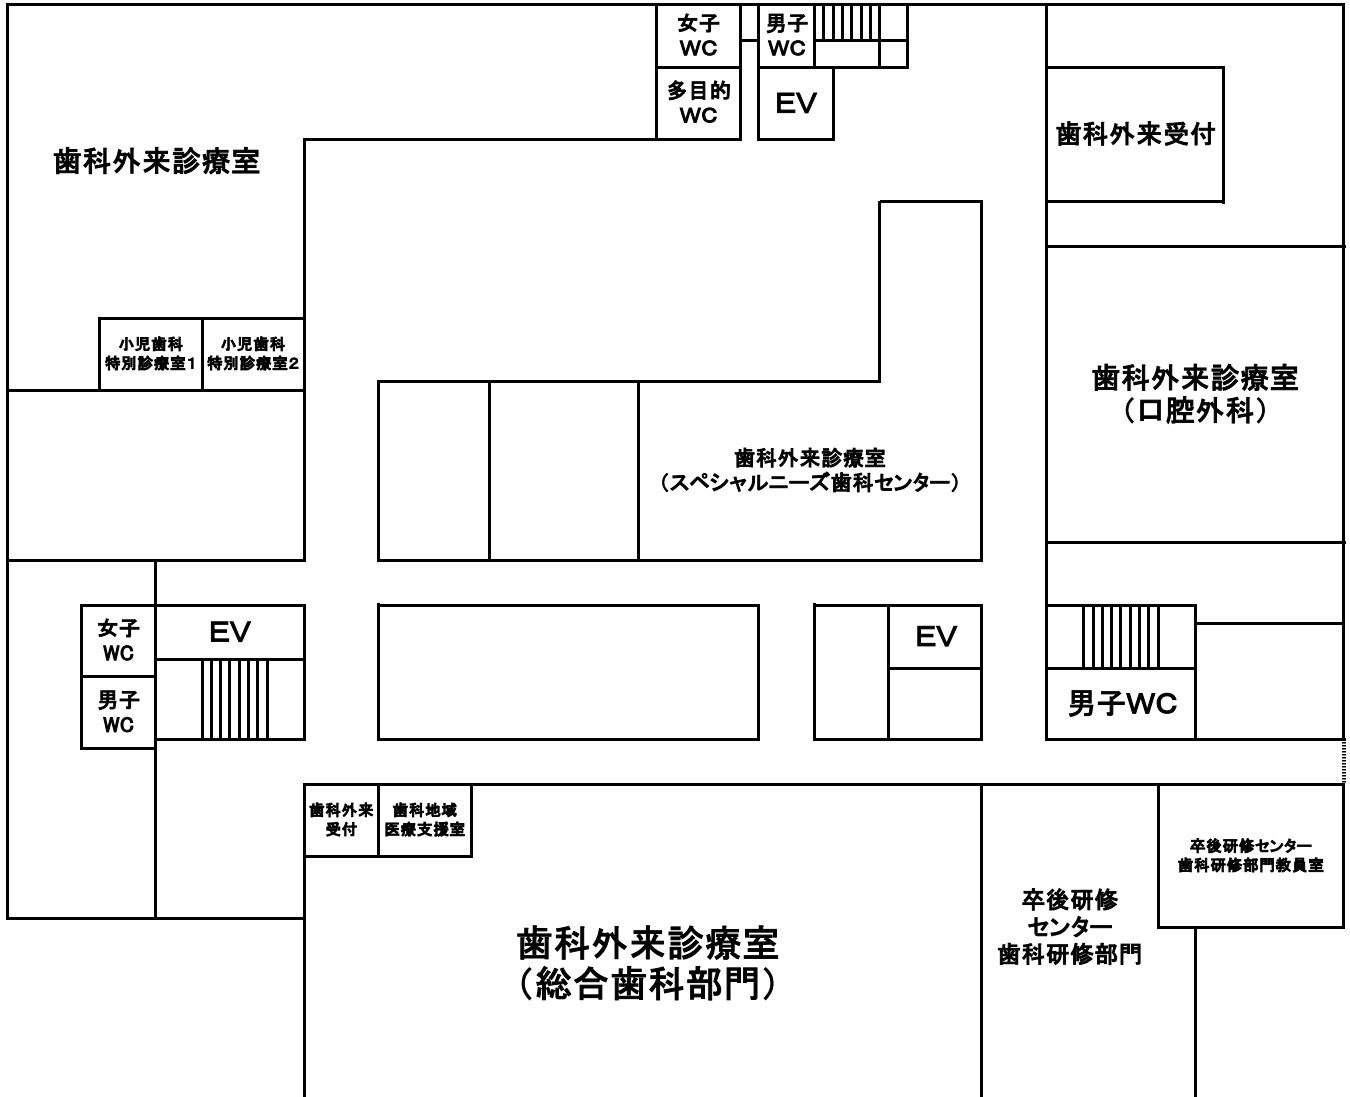 女子
WC
男子
WC
多目的
WC
EV
歯科外来受付
歯科外来診療室
小児歯科
特別診療室1
小児歯科
特別診療室2
歯科外来診療室
(口腔外科)
歯科外来診療室
(スペシャルニーズ歯科センター)
女子
WC
EV
EV
男子
WC
男子WC
歯科外来
受付
歯科地域
医療支援室
卒後研修センター
歯科研修部門教員室
卒後研修
センター
歯科研修部門
歯科外来診療室
(総合歯科部門)